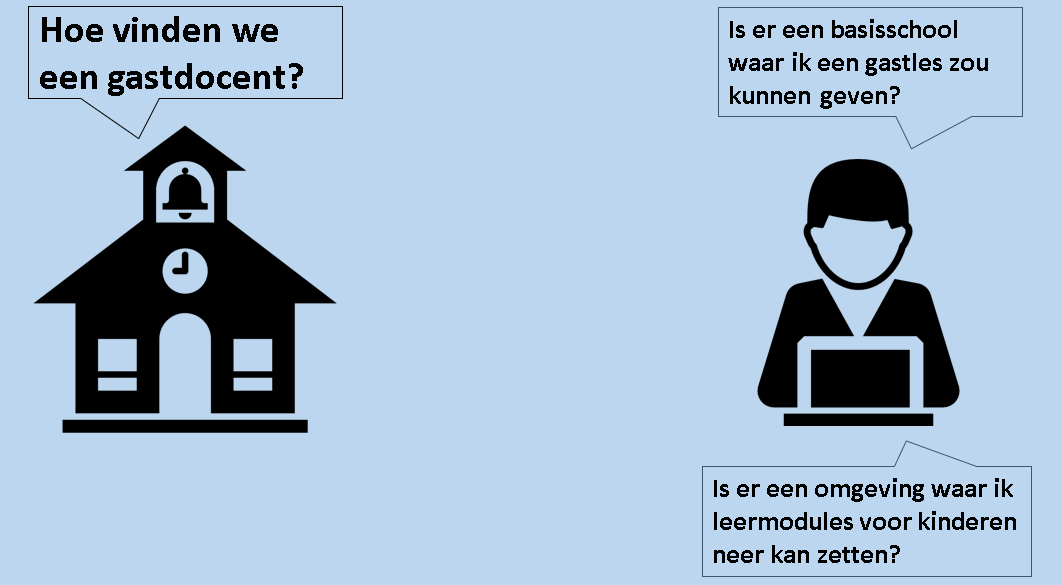 Hoe vinden we
een gastdocent?
Is er een basisschool
waar ik een gastles zou
kunnen geven?
Is er een omgeving waar ik
leermodules voor kinderen
neer kan zetten?